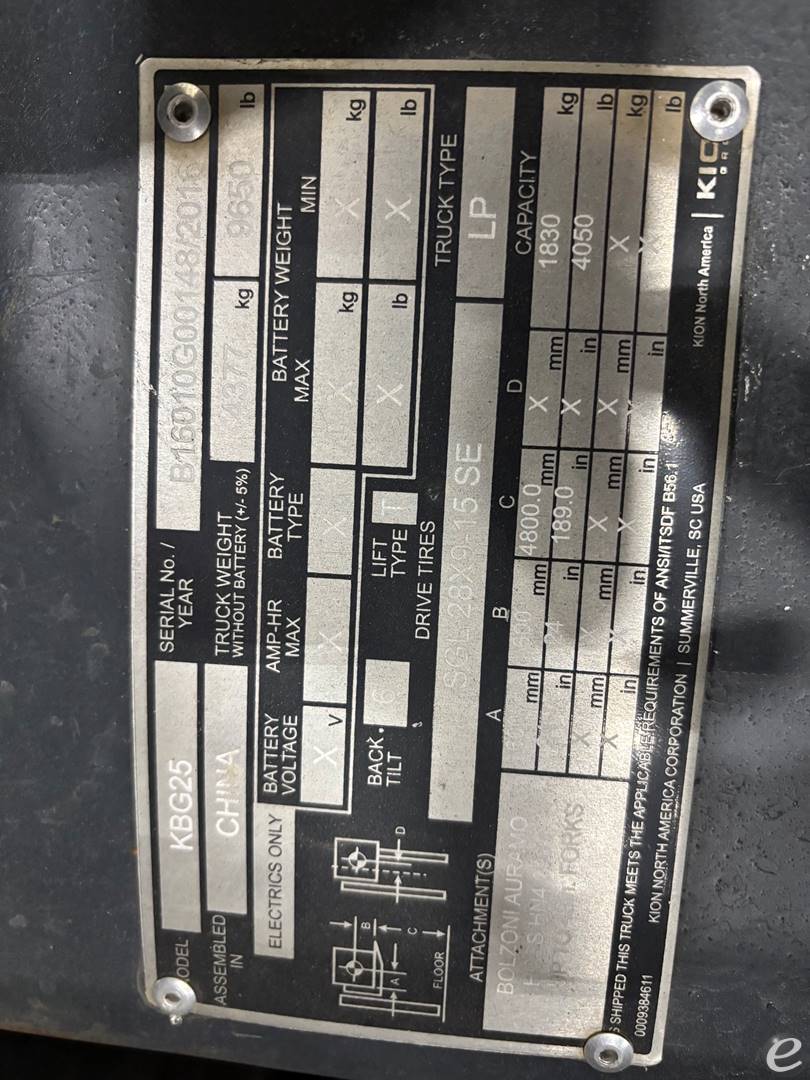 MODEL KBG25 SERIAL No. / YEAR B16010G00148/2018
ASSEMBLED IN CHINA TRUCK WEIGHT WITHOUT BATTERY (+/- 5%) 4377 kg 9650 lb
ELECTRICS ONLY
BATTERY VOLTAGE AMP-HR MAX BATTERY TYPE BATTERY WEIGHT
MAX MIN
X V X X X kg X kg
X lb X lb
BACK. TILT 6 ° LIFT TYPE T
DRIVE TIRES TRUCK TYPE
SGL 28X9-15 SE LP
A B C D
FLOOR
ATTACHMENT(S) A B C D CAPACITY
BOLZONI AURAMO mm mm 4800.0 mm X mm 1830 kg
in 24 in 189.0 in X in 4050 lb
FORKS X mm X mm X mm X mm X kg
X in X in X in X in X lb
SHIPPED THIS TRUCK MEETS THE APPLICABLE REQUIREMENTS OF ANSI/ITSDF B56.1
0009384611 KION NORTH AMERICA CORPORATION | SUMMERVILLE, SC USA
KION North America
e